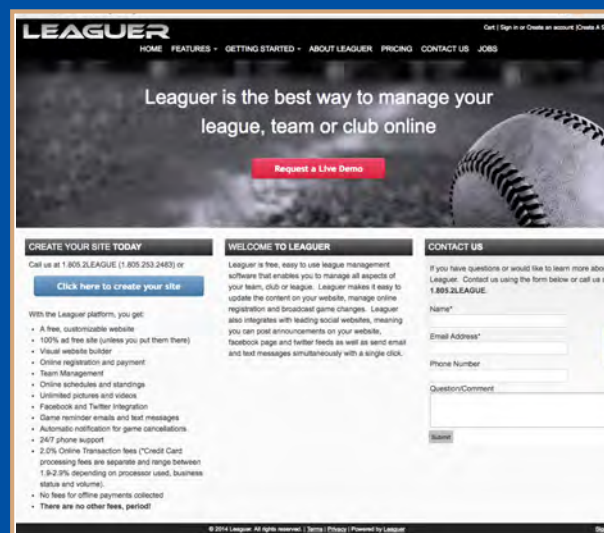 LEAGUER
Cart | Sign in or Create an account |Create A S
HOME FEATURES GETTING STARTED ABOUT LEAGUER PRICING CONTACT US JOBS
Leaguer is the best way to manage your
league, team or club online
Request a Live Demo
CREATE YOUR SITE TODAY
Call us at 1.805.2LEAGUE (1.805.253.2483) or
Click here to create your site
With the Leaguer platform, you get:
• A free, customizable website
• 100% ad free site (unless you put them there)
• Visual website builder
• Online registration and payment
• Team Management
• Online schedules and standings
• Unlimited pictures and videos
• Facebook and Twitter Integration
• Game reminder emails and text messages
• Automatic notification for game cancellations
• 24/7 phone support
• 2.0% Online Transaction fees (*Credit Card
processing fees are separate and range between
1.9-2.9% depending on processor used, business
status and volume).
• No fees for offline payments collected
• There are no other fees, period!
WELCOME TO LEAGUER
Leaguer is free, easy to use league management
software that enables you to manage all aspects of
your team, club or league. Leaguer makes it easy to
update the content on your website, manage online
registration and broadcast game changes. Leaguer
also integrates with leading social websites, meaning
you can post announcements on your website,
facebook page and twitter feeds as well as send email
and text messages simultaneously with a single click.
CONTACT US
If you have questions or would like to learn more abo
Leaguer. Contact us using the form below or call us
1.805.2LEAGUE.
Name*
Email Address*
Phone Number
Question/Comment
Submit
© 2014 Leaguer. All rights reserved. | Terms | Privacy | Powered by Leaguer